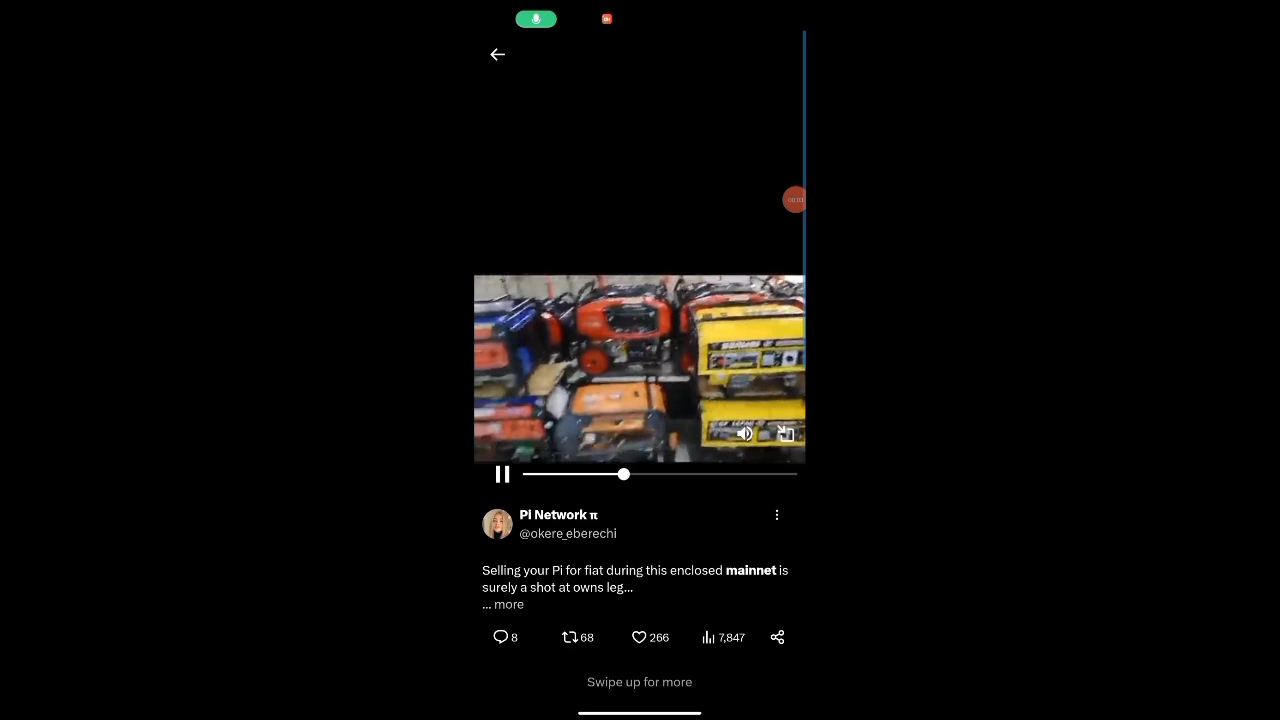 Pi Network π
@okere_eberechi
Selling your Pi for fiat during this enclosed mainnet is
surely a shot at owns leg...
... more
8
68
266
7,847
Swipe up for more